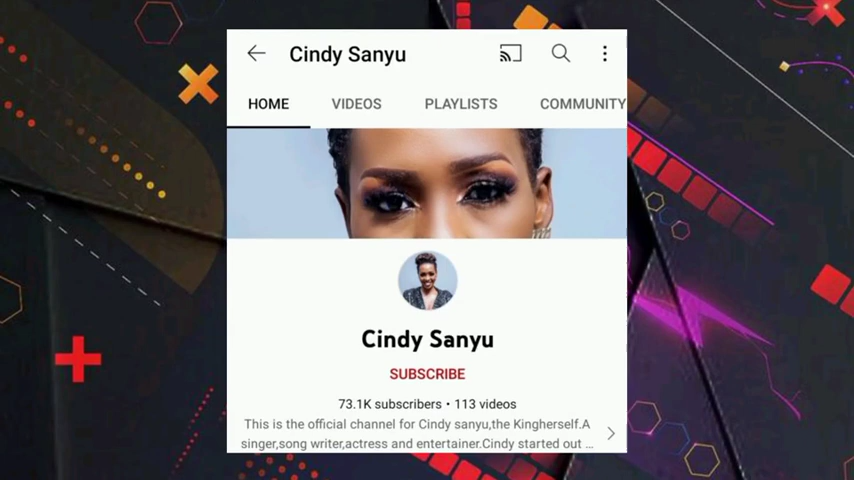 Cindy Sanyu
HOME VIDEOS PLAYLISTS COMMUNITY
Cindy Sanyu
SUBSCRIBE
73.1K subscribers • 113 videos
This is the official channel for Cindy sanyu,the Kingherself.A
singer,song writer,actress and entertainer.Cindy started out ...